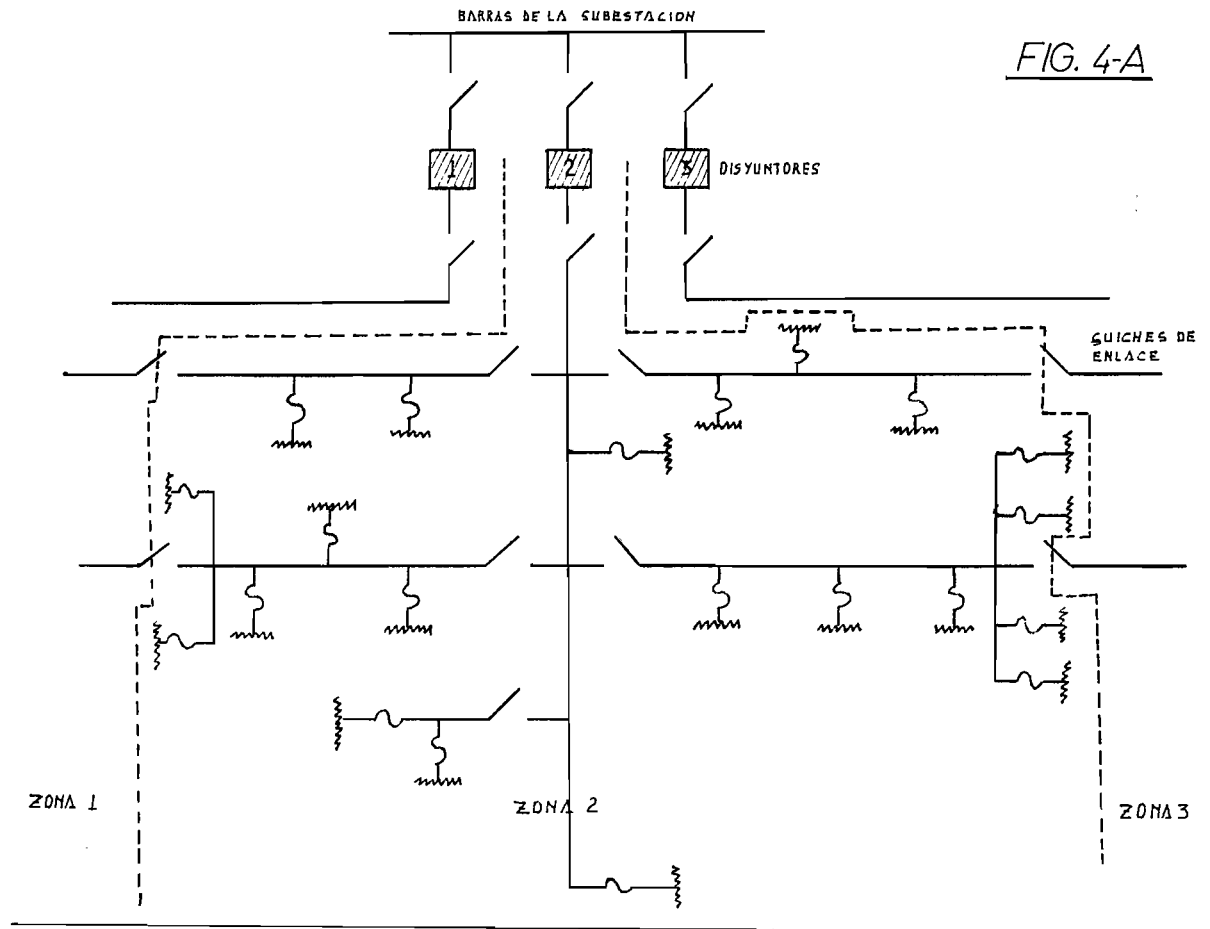 BARRAS DE LA SUBESTACION
FIG. 4-A
1
2
3
DISYUNTORES
SUICHES DE
ENLACE
ZONA 1
ZONA 2
ZONA 3